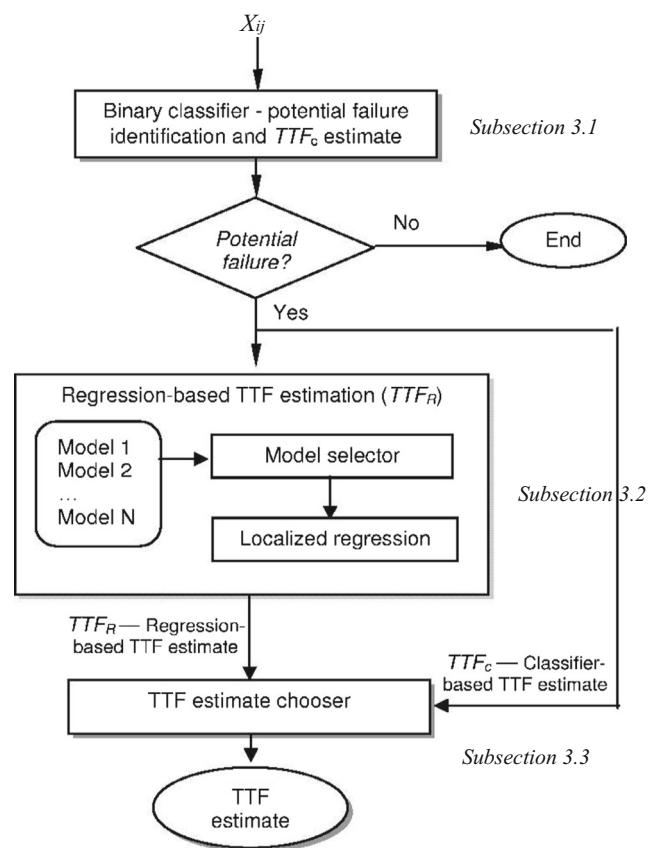 Xij
Binary classifier - potential failure
identification and TTFc estimate
Subsection 3.1
Potential
failure?
No
End
Yes
Regression-based TTF estimation (TTFR)
Model 1
Model 2
...
Model N
Model selector
Localized regression
Subsection 3.2
TTFR — Regression-
based TTF estimate
TTFc — Classifier-
based TTF estimate
TTF estimate chooser
Subsection 3.3
TTF
estimate